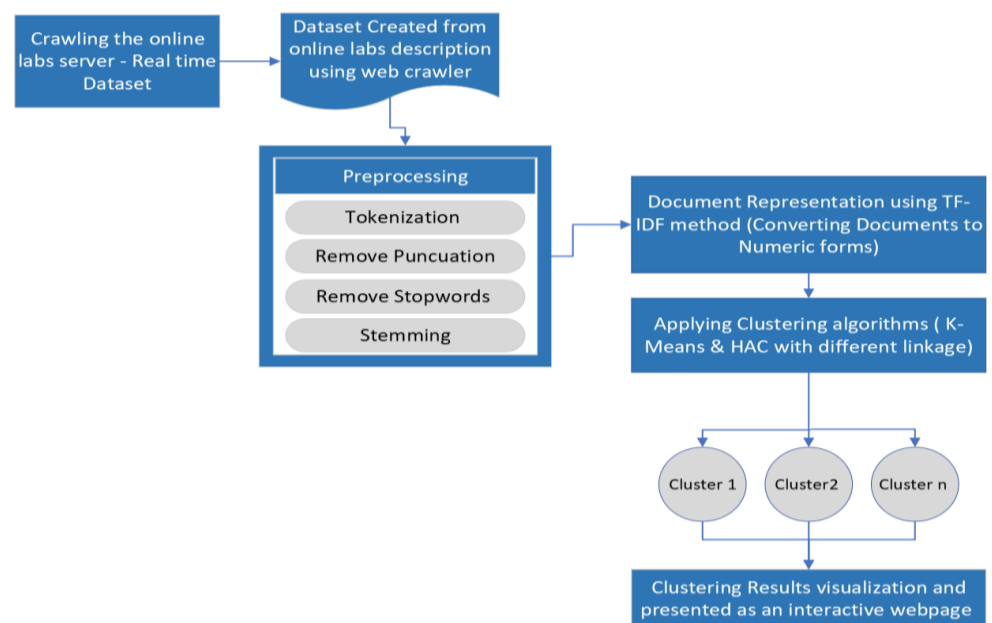 Crawling the online
labs server - Real time
Dataset
Dataset Created from
online labs description
using web crawler
Preprocessing
Tokenization
Remove Puncuation
Remove Stopwords
Stemming
Document Representation using TF-
IDF method (Converting Documents to
Numeric forms)
Applying Clustering algorithms ( K-
Means & HAC with different linkage)
Cluster 1
Cluster2
Cluster n
Clustering Results visualization and
presented as an interactive webpage